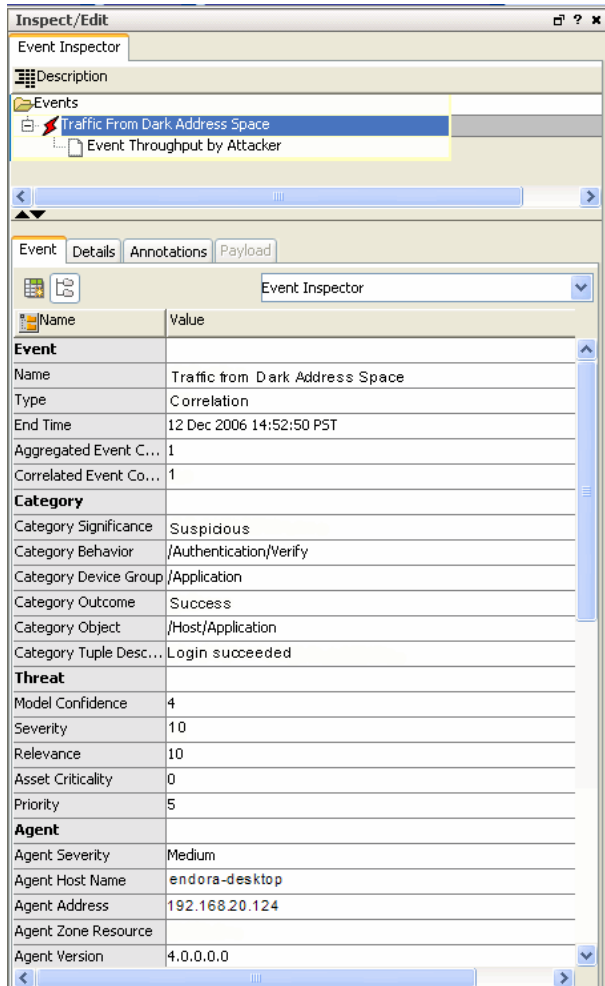 Inspect/Edit
Event Inspector
Description
Events
Traffic From Dark Address Space
Event Throughput by Attacker
Event Details Annotations Payload
Event Inspector
Name Value
Event
Name Traffic from Dark Address Space
Type Correlation
End Time 12 Dec 2006 14:52:50 PST
Aggregated Event C... 1
Correlated Event Co... 1
Category
Category Significance Suspicious
Category Behavior /Authentication/Verify
Category Device Group /Application
Category Outcome Success
Category Object /Host/Application
Category Tuple Desc... Login succeeded
Threat
Model Confidence 4
Severity 10
Relevance 10
Asset Criticality 0
Priority 5
Agent
Agent Severity Medium
Agent Host Name endora-desktop
Agent Address 192.168.20.124
Agent Zone Resource
Agent Version 4.0.0.0.0